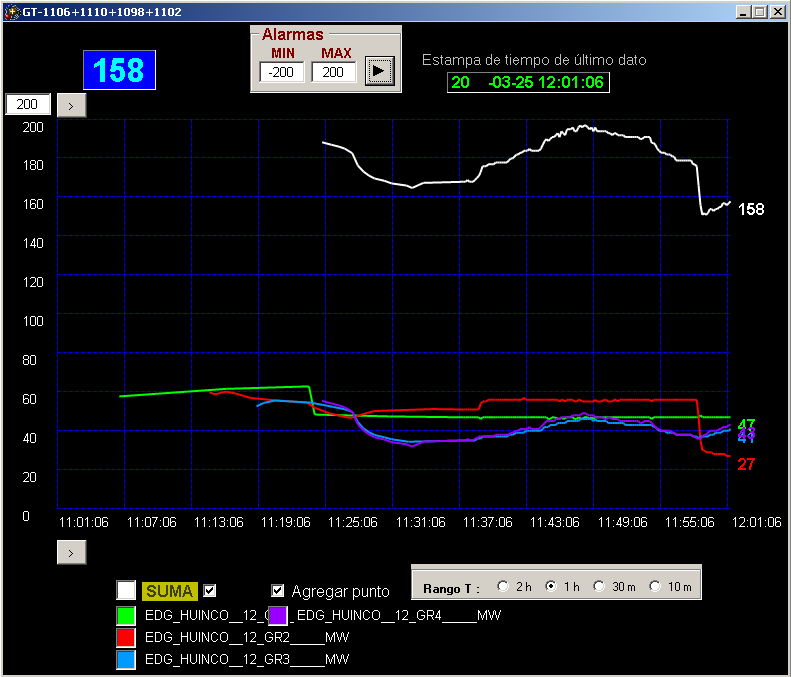 GT-1106+1110+1098+1102
Alarmas
MIN MAX
-200 200
158
Estampa de tiempo de último dato
20 -03-25 12:01:06
200
>
200
180
160
140
120
100
80
60
40
20
0
158
47
41
27
11:01:06 11:07:06 11:13:06 11:19:06 11:25:06 11:31:06 11:37:06 11:43:06 11:49:06 11:55:06 12:01:06
>
SUMA
Agregar punto
Rango T : 2 h 1 h 30 m 10 m
EDG_HUINCO__12_ _EDG_HUINCO__12_GR4_____MW
EDG_HUINCO__12_GR2_____MW
EDG_HUINCO__12_GR3_____MW